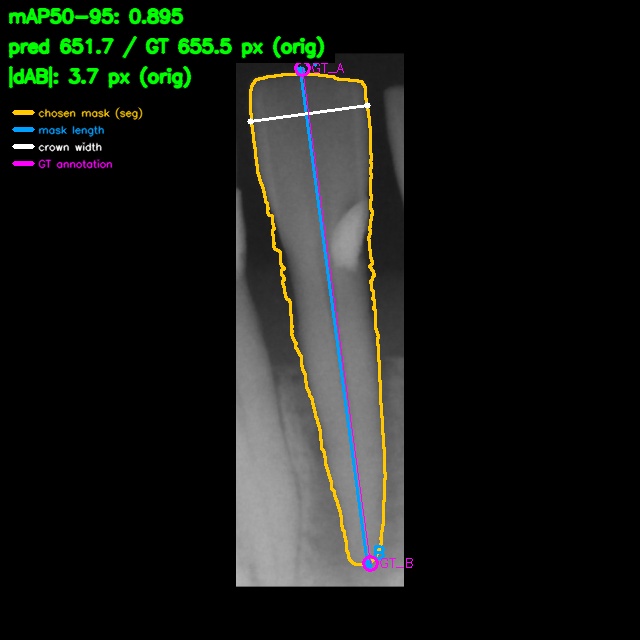 mAP50-95: 0.895
pred 651.7 / GT 655.5 px (orig)
|dAB|: 3.7 px (orig)
chosen mask (seg)
mask length
crown width
GT annotation
GT_A
B
GT_B